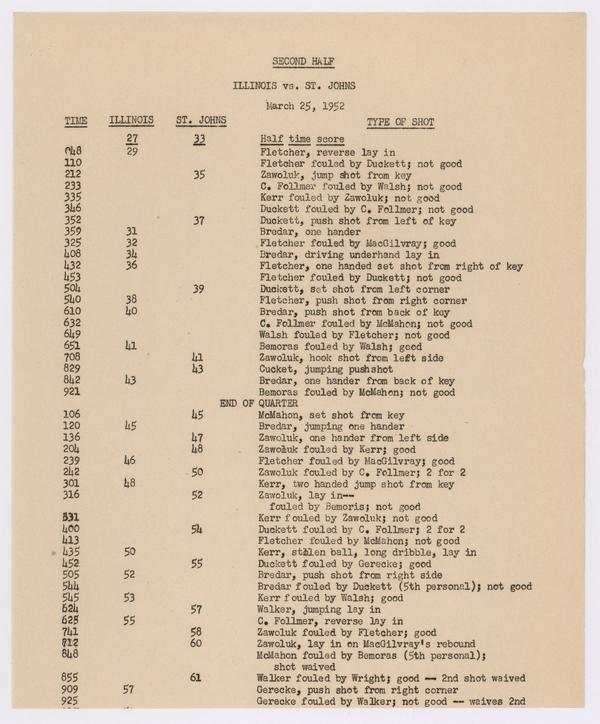 SECOND HALF
ILLINOIS vs. ST. JOHNS
March 25, 1952
TIME ILLINOIS ST. JOHNS TYPE OF SHOT
27 33 Half time score
048 29 Fletcher, reverse lay in
110 Fletcher fouled by Duckett; not good
212 35 Zawoluk, jump shot from key
233 C. Follmer fouled by Walsh; not good
335 Kerr fouled by Zawoluk; not good
346 Duckett fouled by C. Follmer; not good
352 37 Duckett, push shot from left of key
359 31 Bredar, one hander
325 32 Fletcher fouled by MacGilvray; good
408 34 Bredar, driving underhand lay in
432 36 Fletcher, one handed set shot from right of key
453 Fletcher fouled by Duckett; not good
504 39 Duckett, set shot from left corner
540 38 Fletcher, push shot from right corner
610 40 Bredar, push shot from back of key
632 C. Follmer fouled by McMahon; not good
649 Walsh fouled by Fletcher; not good
651 41 Bemoras fouled by Walsh; good
708 41 Zawoluk, hook shot from left side
829 43 Cucket, jumping pushshot
842 43 Bredar, one hander from back of key
921 Bemoras fouled by McMahon; not good
END OF QUARTER
106 45 McMahon, set shot from key
120 45 Bredar, jumping one hander
136 47 Zawoluk, one hander from left side
204 48 Zawoluk fouled by Kerr; good
239 46 Fletcher fouled by MacGilvray; good
242 50 Zawoluk fouled by C. Follmer; 2 for 2
301 48 Kerr, two handed jump shot from key
316 52 Zawoluk, lay in--
fouled by Bemoris; not good
331 Kerr fouled by Zawoluk; not good
400 54 Duckett fouled by C. Follmer; 2 for 2
413 Fletcher fouled by McMahon; not good
435 50 Kerr, stolen ball, long dribble, lay in
452 55 Duckett fouled by Gerecke; good
505 52 Bredar, push shot from right side
544 Bredar fouled by Duckett (5th personal); not good
545 53 Kerr fouled by Walsh; good
624 57 Walker, jumping lay in
625 55 C. Follmer, reverse lay in
741 58 Zawoluk fouled by Fletcher; good
60 Zawoluk, lay in on MacGilvray's rebound
848 McMahon fouled by Bemoras (5th personal);
shot waived
855 61 Walker fouled by Wright; good -- 2nd shot waived
909 57 Gerecke, push shot from right corner
925 Gerecke fouled by Walker; not good -- waives 2nd